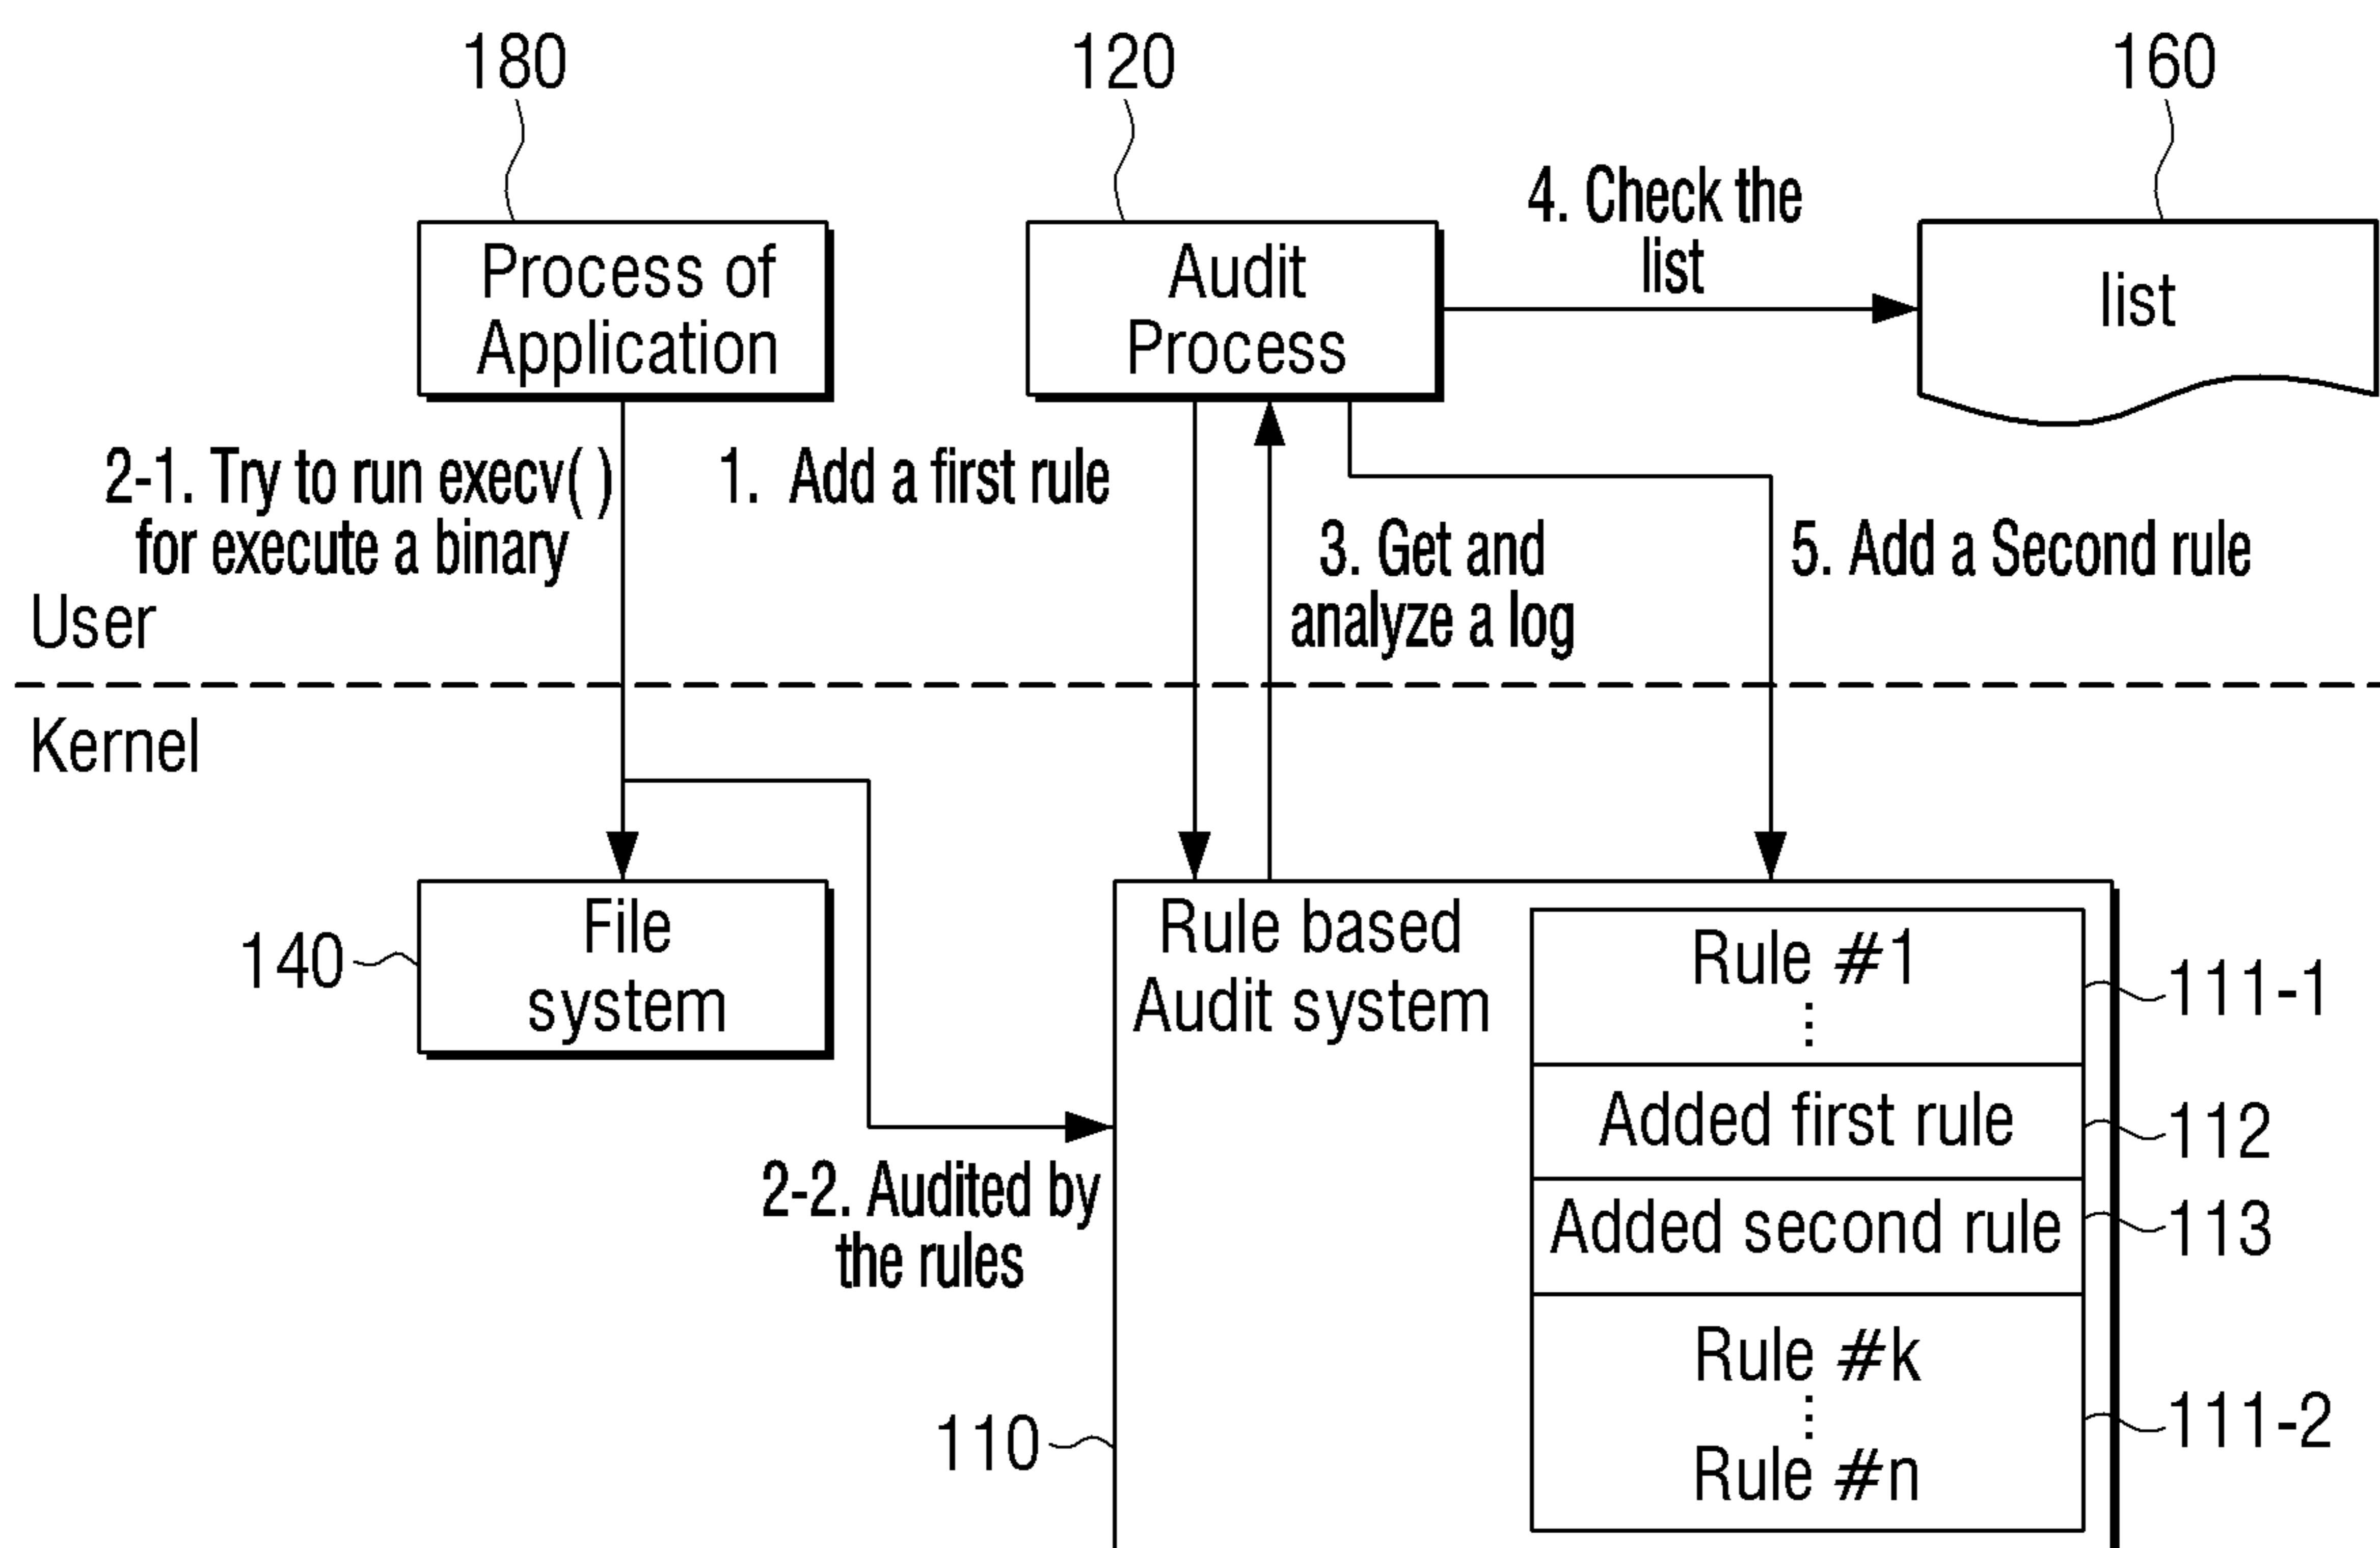 180
120
160
Process of
Application
Audit
Process
4. Check the
list
list
2-1. Try to run execv( )
for execute a binary
1. Add a first rule
3. Get and
analyze a log
5. Add a Second rule
User
Kernel
File
system
140
Rule based
Audit system
Rule #1
⋮
111-1
Added first rule
112
2-2. Audited by
the rules
Added second rule
113
Rule #k
⋮
Rule #n
111-2
110